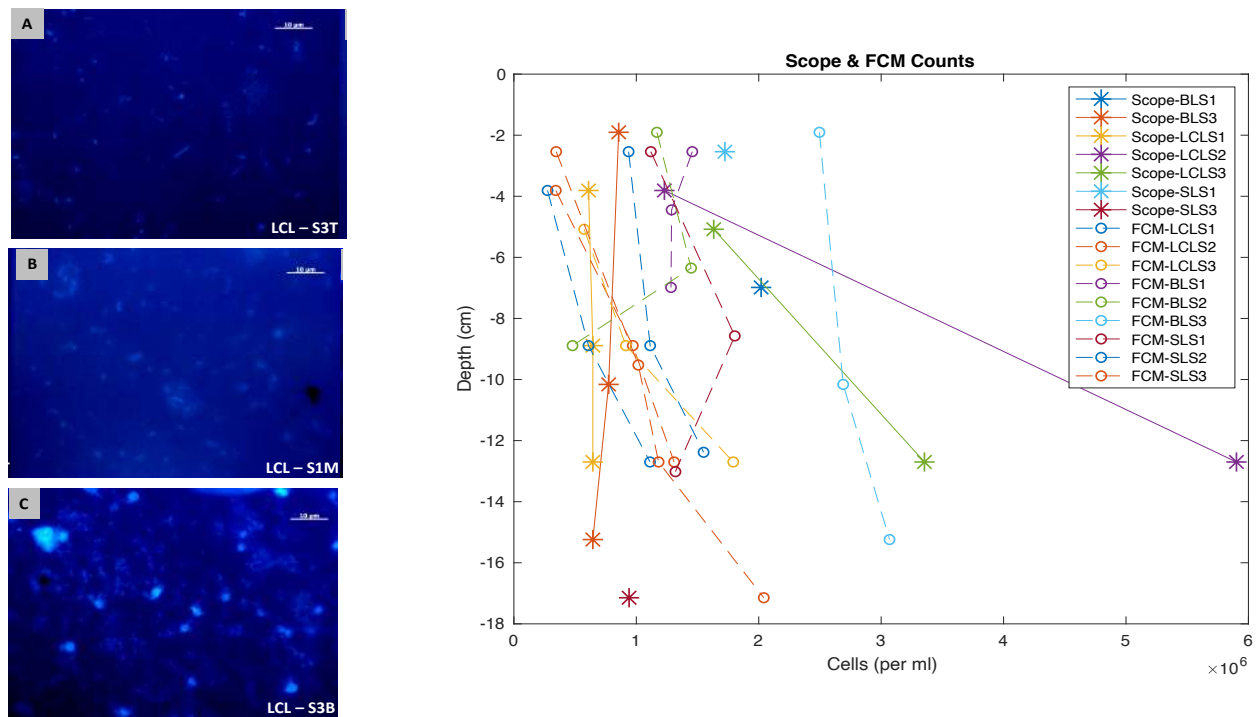 A
10 µm
LCL – S3T
B
10 µm
LCL – S1M
C
10 µm
LCL – S3B
Scope & FCM Counts
Depth (cm)
0
-2
-4
-6
-8
-10
-12
-14
-16
-18
0 1 2 3 4 5 6
Cells (per ml)
×10⁶
Scope-BLS1
Scope-BLS3
Scope-LCLS1
Scope-LCLS2
Scope-LCLS3
Scope-SLS1
Scope-SLS3
FCM-LCLS1
FCM-LCLS2
FCM-LCLS3
FCM-BLS1
FCM-BLS2
FCM-BLS3
FCM-SLS1
FCM-SLS2
FCM-SLS3